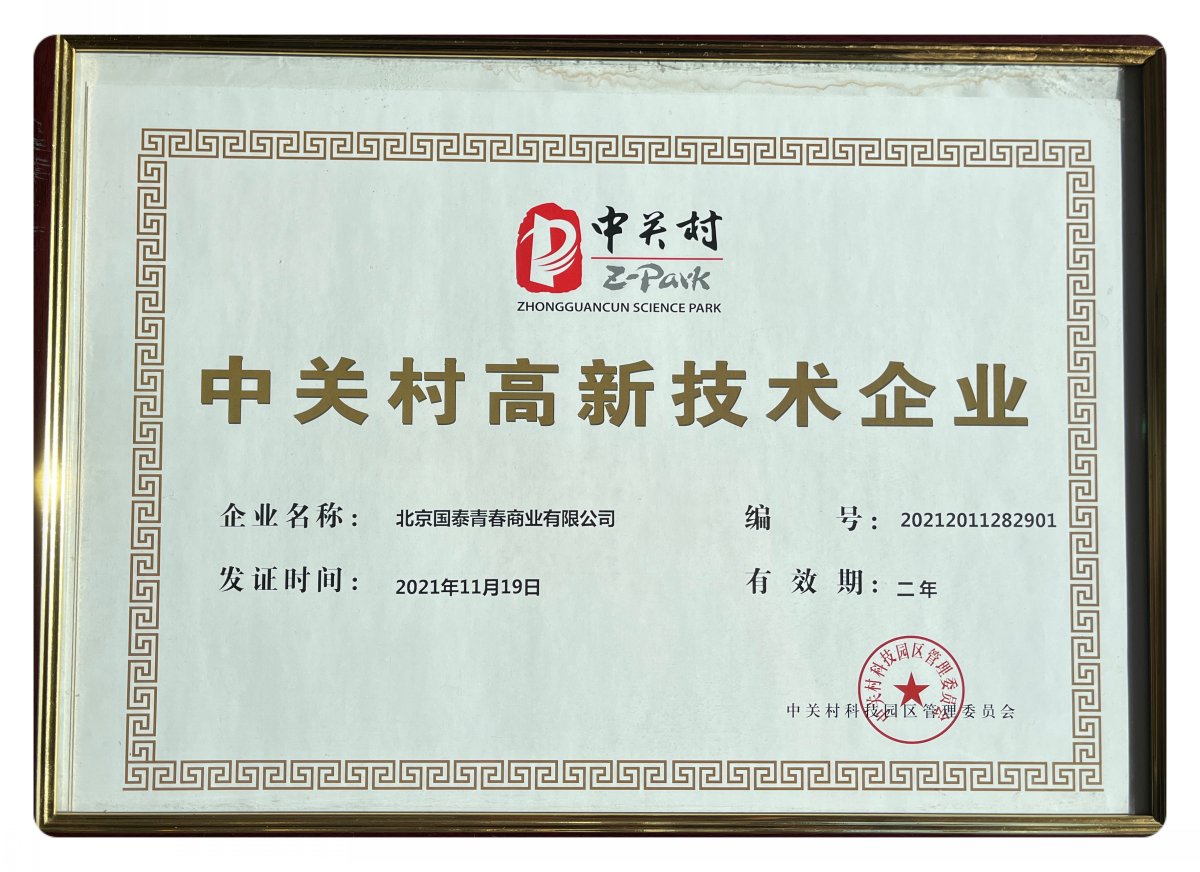 中关村
Z-Park
ZHONGGUANCUN SCIENCE PARK
中关村高新技术企业
企业名称： 北京国泰青春商业有限公司 编 号： 20212011282901
发证时间： 2021年11月19日 有 效 期： 二年
中关村科技园区管理委员会
中关村科技园区管理委员会